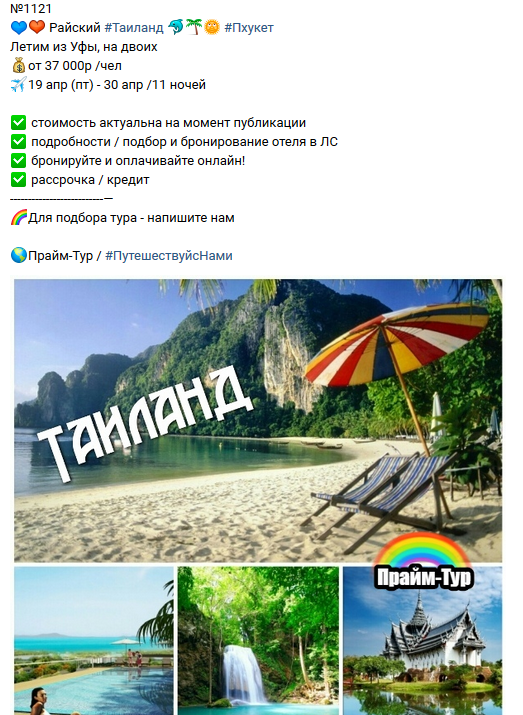 №1121
💙🧡 Райский #Таиланд 🐬🌴🌞 #Пхукет
Летим из Уфы, на двоих
💰от 37 000р /чел
✈️19 апр (пт) - 30 апр /11 ночей
✅ стоимость актуальна на момент публикации
✅ подробности / подбор и бронирование отеля в ЛС
✅ бронируйте и оплачивайте онлайн!
✅ рассрочка / кредит
--------------------------—
🌈Для подбора тура - напишите нам
🌎Прайм-Тур / #ПутешествуйсНами
ТАИЛАНД
Прайм-Тур